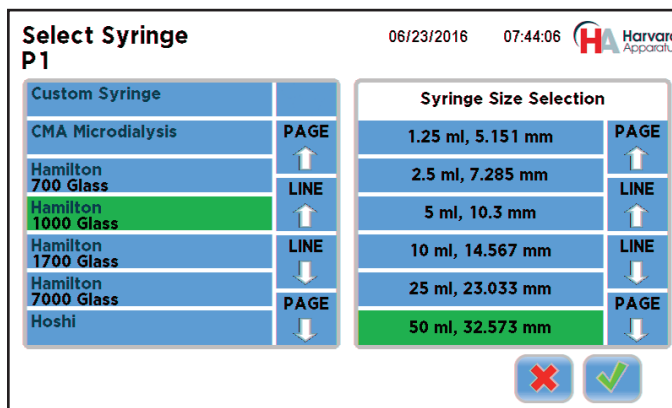 Select Syringe
P1
06/23/2016 07:44:06
HA Harvard
Apparatus
Custom Syringe
CMA Microdialysis
Hamilton
700 Glass
Hamilton
1000 Glass
Hamilton
1700 Glass
Hamilton
7000 Glass
Hoshi
PAGE
LINE
LINE
PAGE
Syringe Size Selection
1.25 ml, 5.151 mm
2.5 ml, 7.285 mm
5 ml, 10.3 mm
10 ml, 14.567 mm
25 ml, 23.033 mm
50 ml, 32.573 mm
PAGE
LINE
LINE
PAGE